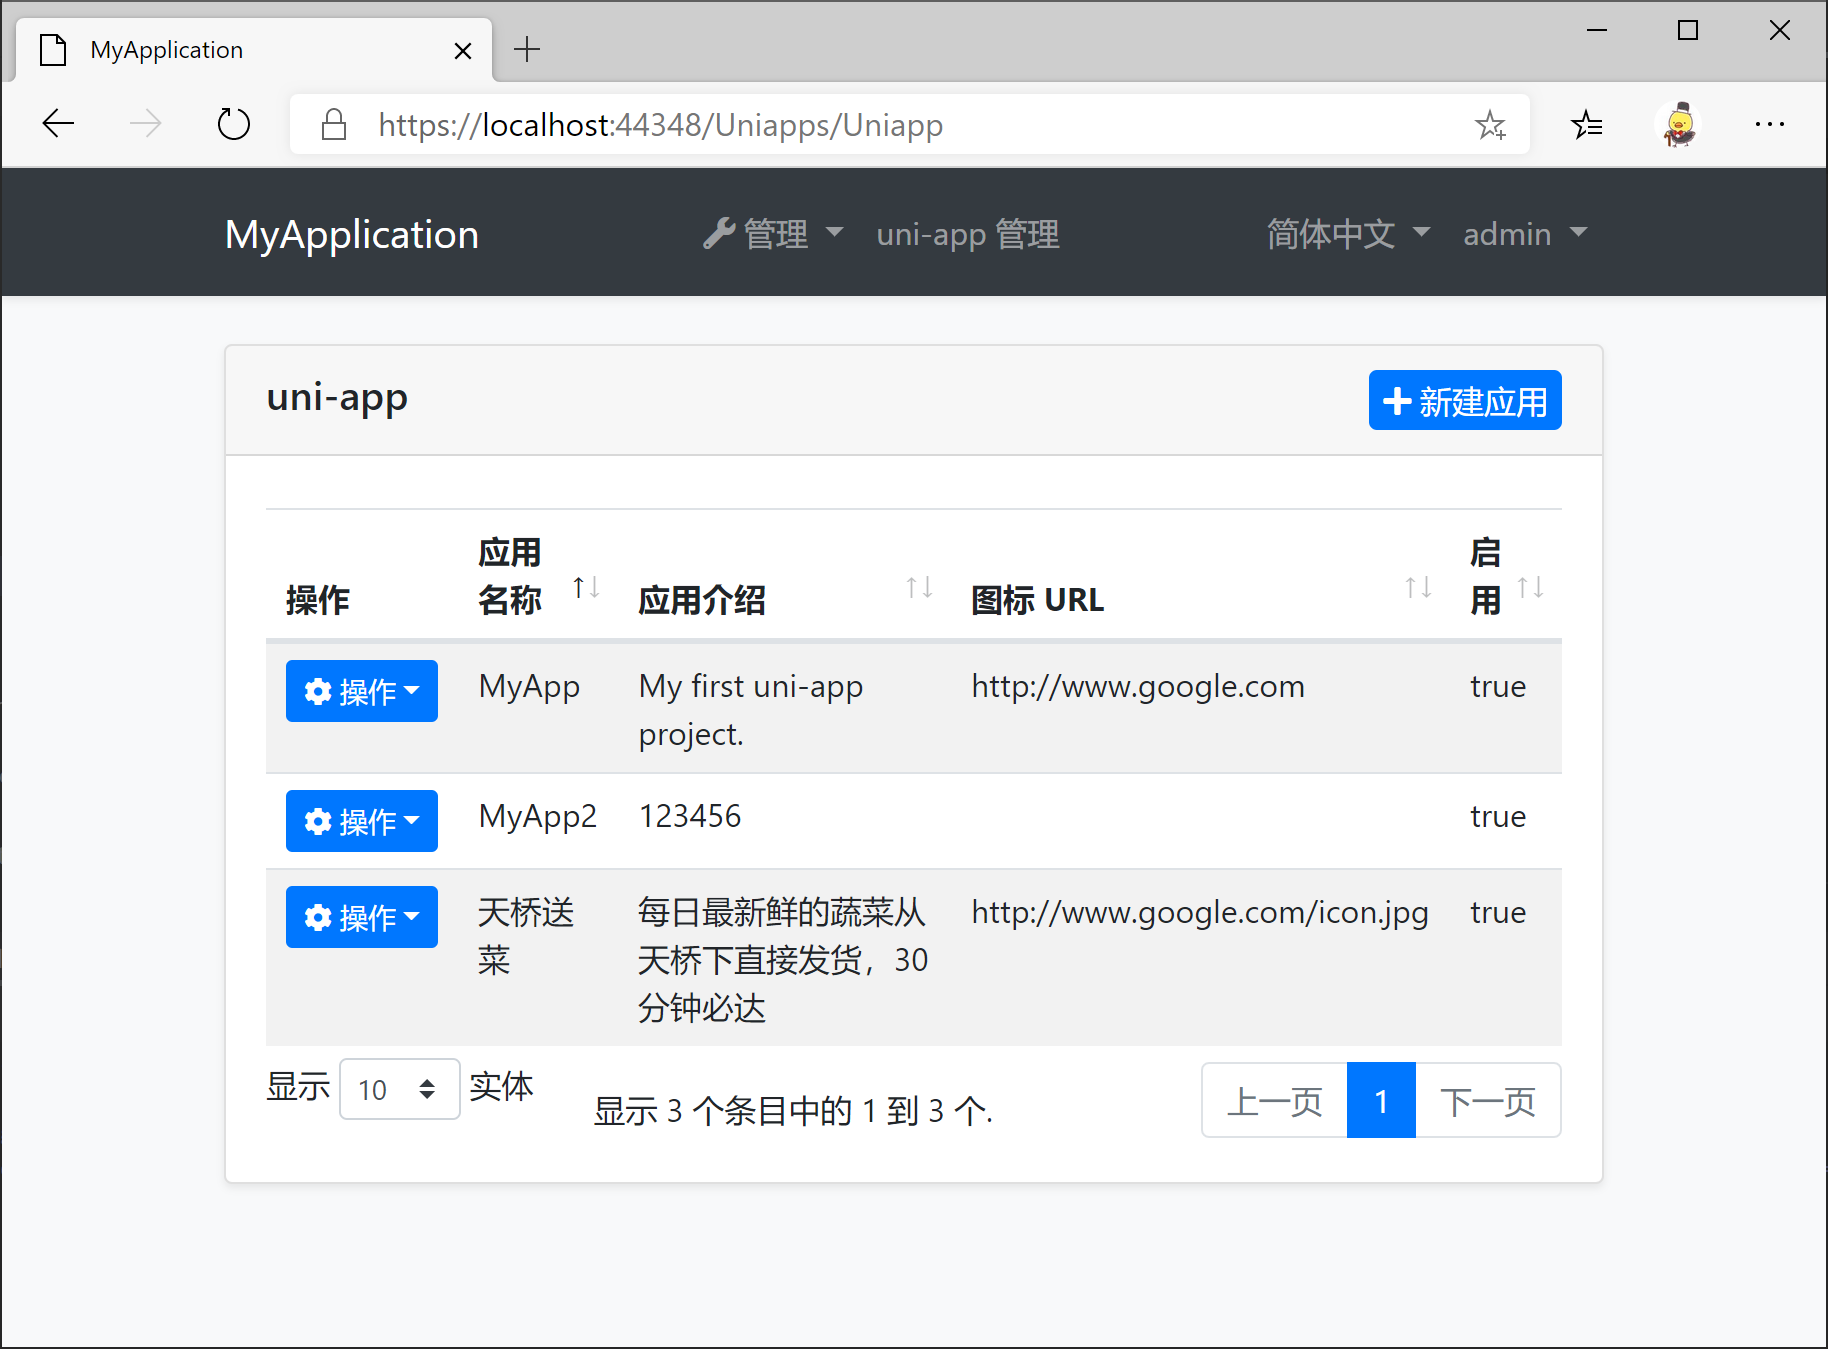 MyApplication
https://localhost:44348/Uniapps/Uniapp
MyApplication 管理 uni-app 管理 简体中文 admin
uni-app 新建应用
操作 应用名称 应用介绍 图标 URL 启用
操作 MyApp My first uni-app http://www.google.com true
project.
操作 MyApp2 123456 true
操作 天桥送 每日最新鲜的蔬菜从 http://www.google.com/icon.jpg true
菜 天桥下直接发货，30
分钟必达
显示 10 实体 显示 3 个条目中的 1 到 3 个. 上一页 1 下一页